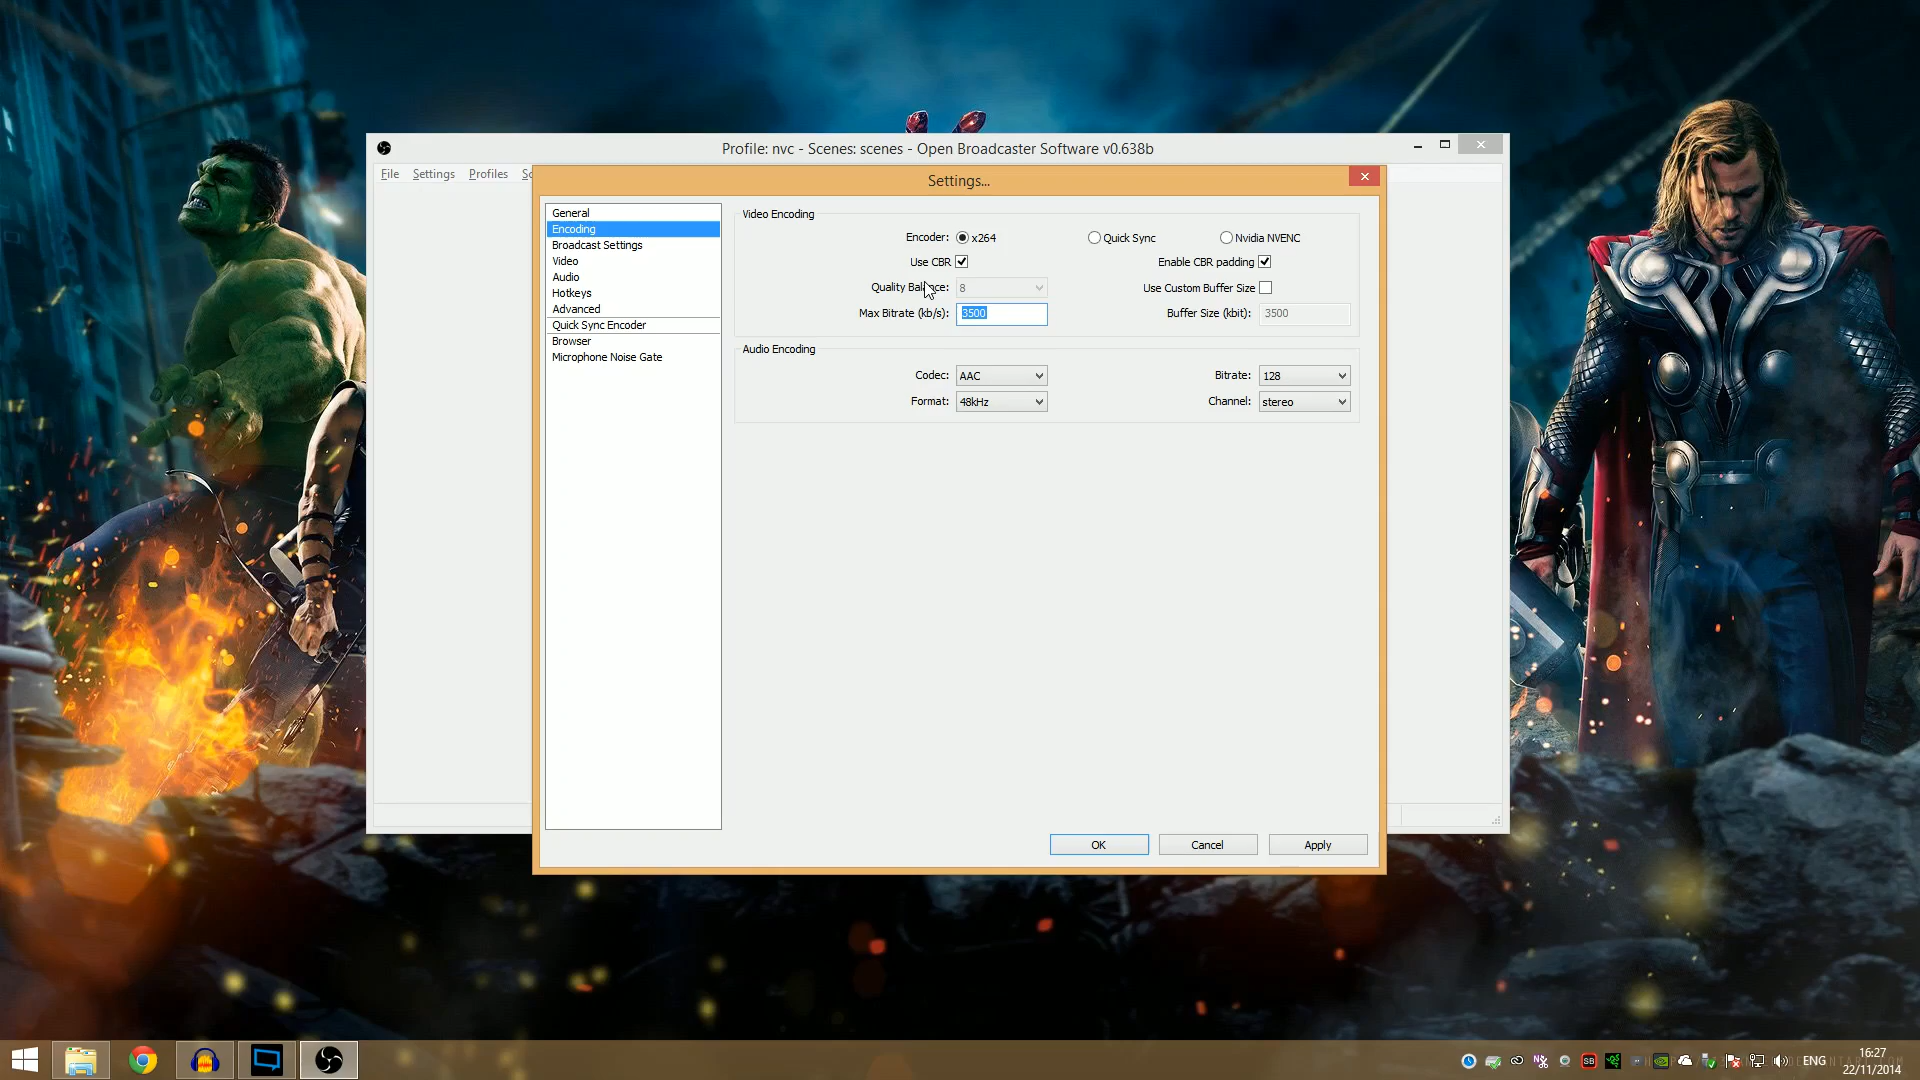 Profile: nvc - Scenes: scenes - Open Broadcaster Software v0.638b
File Settings Profiles
Settings...
General
Encoding
Broadcast Settings
Video
Audio
Hotkeys
Advanced
Quick Sync Encoder
Browser
Microphone Noise Gate
Video Encoding
Encoder: x264 Quick Sync Nvidia NVENC
Use CBR Enable CBR padding
Quality 8 Use Custom Buffer Size
Max Bitrate (kb/s): 3500 Buffer Size (kbit): 3500
Audio Encoding
Codec: AAC Bitrate: 128
Format: 48kHz Channel: stereo
OK Cancel Apply
SB
ENG
16:27
22/11/2014